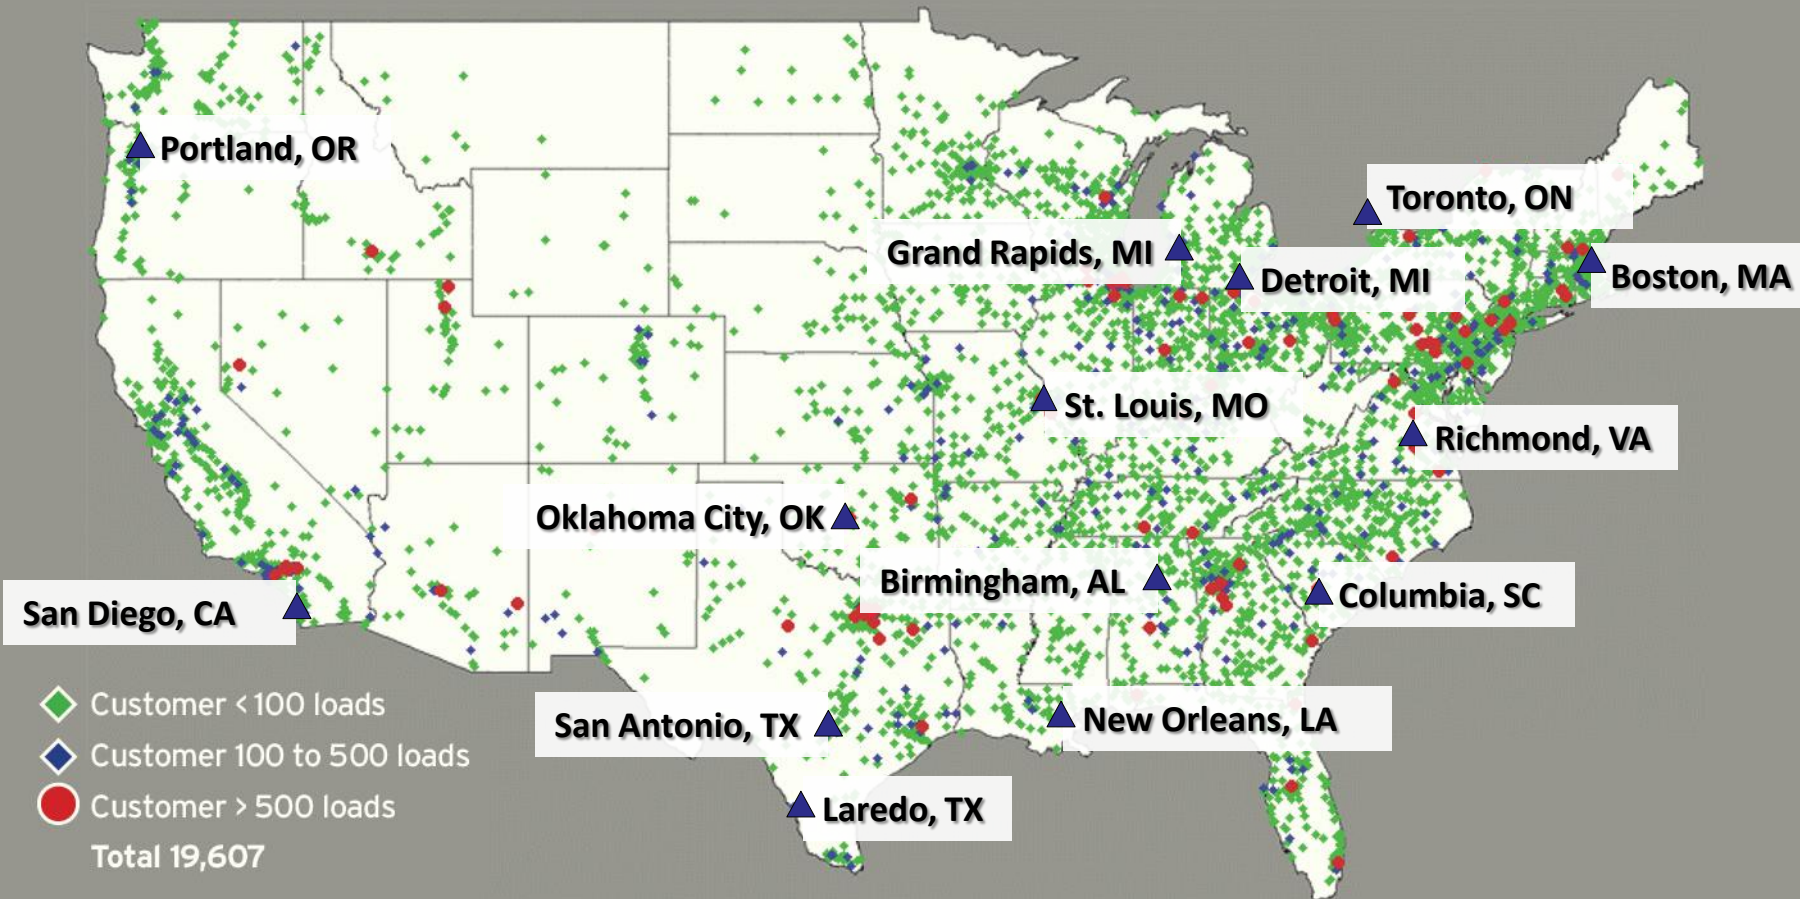 Portland, OR
Toronto, ON
Grand Rapids, MI
Detroit, MI
Boston, MA
St. Louis, MO
Richmond, VA
Oklahoma City, OK
Birmingham, AL
Columbia, SC
San Diego, CA
San Antonio, TX
New Orleans, LA
Laredo, TX
Customer < 100 loads
Customer 100 to 500 loads
Customer > 500 loads
Total 19,607